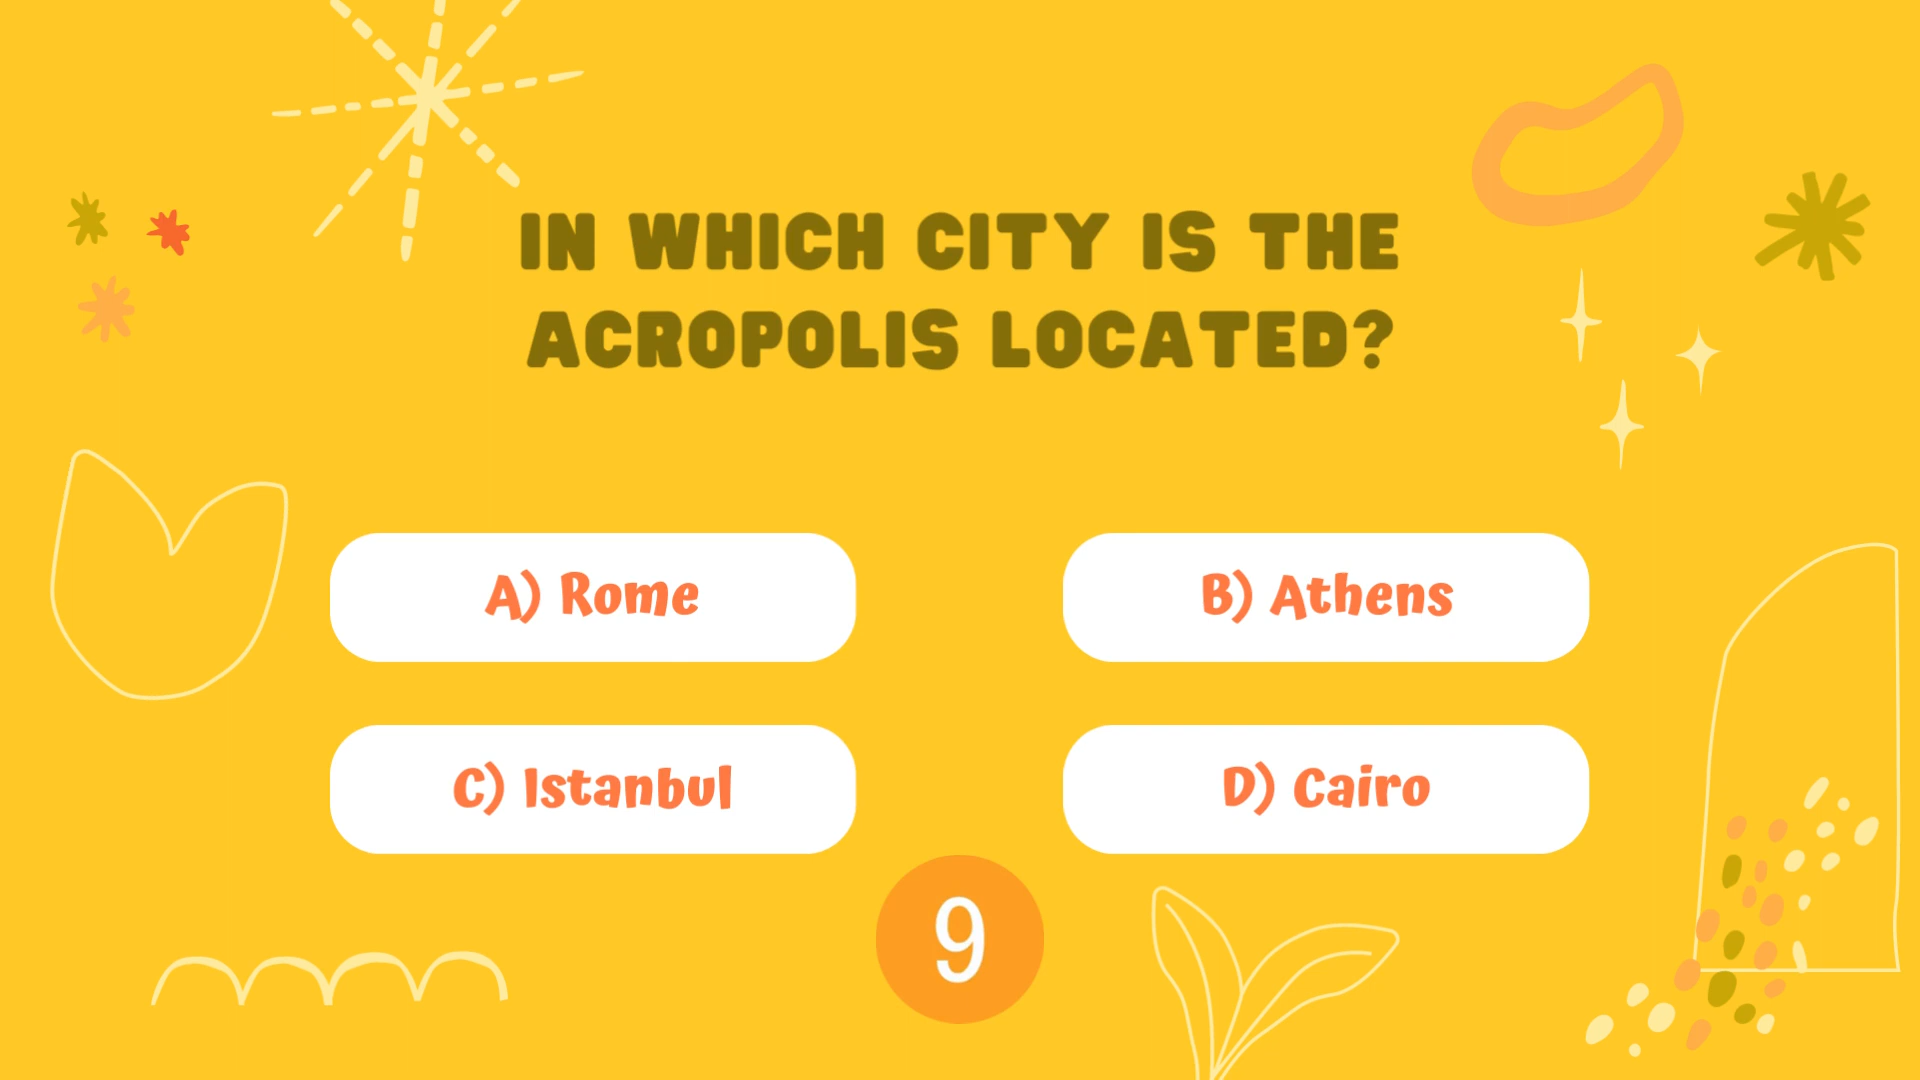 IN WHICH CITY IS THE
ACROPOLIS LOCATED?
A) Rome
B) Athens
C) Istanbul
D) Cairo
9